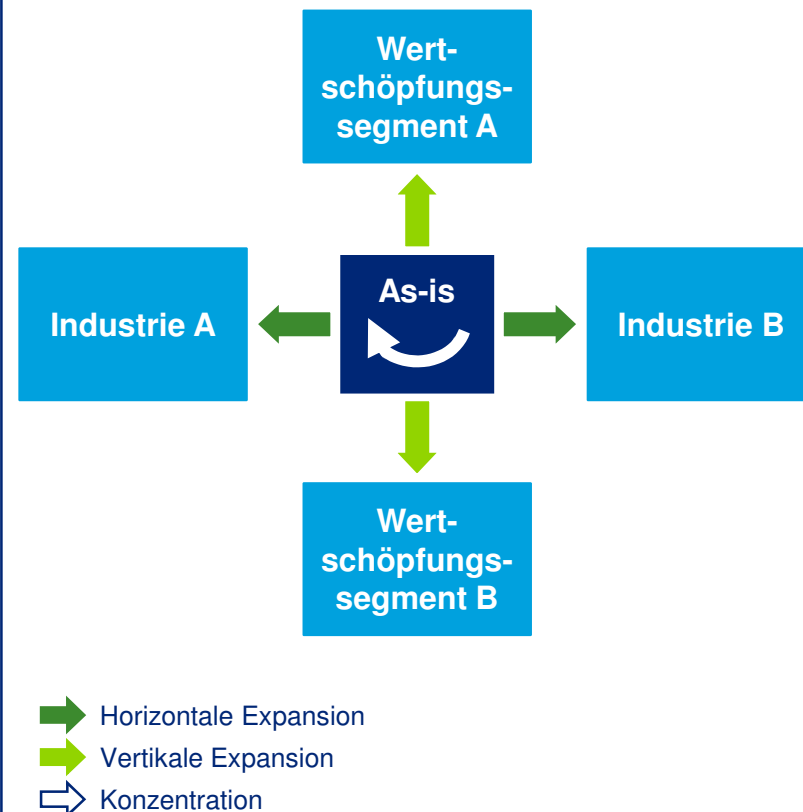 Wert-
schöpfungs-
segment A
Industrie A
As-is
Industrie B
Wert-
schöpfungs-
segment B
Horizontale Expansion
Vertikale Expansion
Konzentration